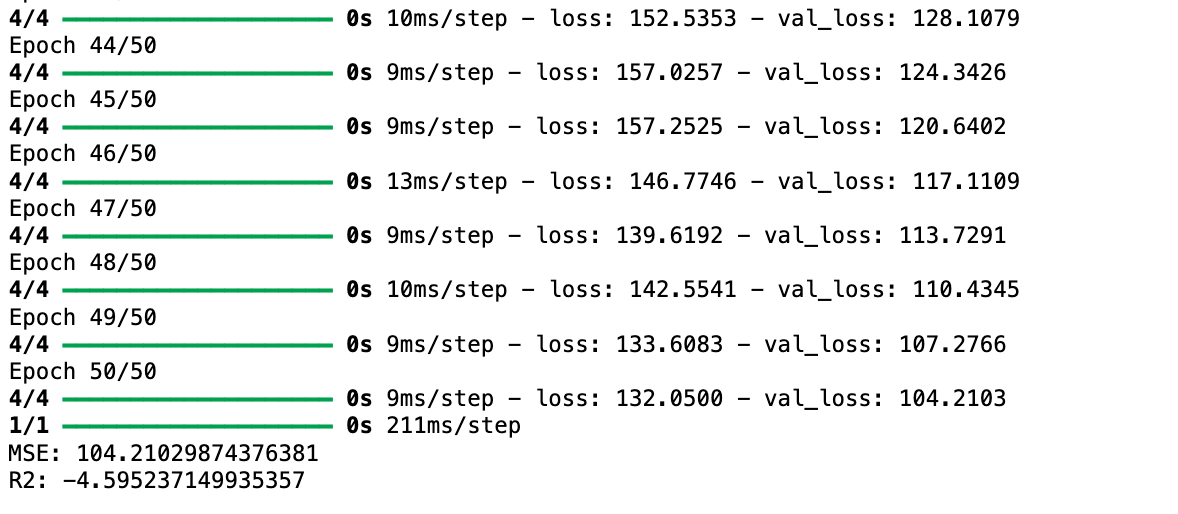 4/4 ━━━━━━━━━━━━━━━━━━━━ 0s 10ms/step - loss: 152.5353 - val_loss: 128.1079
Epoch 44/50
4/4 ━━━━━━━━━━━━━━━━━━━━ 0s 9ms/step - loss: 157.0257 - val_loss: 124.3426
Epoch 45/50
4/4 ━━━━━━━━━━━━━━━━━━━━ 0s 9ms/step - loss: 157.2525 - val_loss: 120.6402
Epoch 46/50
4/4 ━━━━━━━━━━━━━━━━━━━━ 0s 13ms/step - loss: 146.7746 - val_loss: 117.1109
Epoch 47/50
4/4 ━━━━━━━━━━━━━━━━━━━━ 0s 9ms/step - loss: 139.6192 - val_loss: 113.7291
Epoch 48/50
4/4 ━━━━━━━━━━━━━━━━━━━━ 0s 10ms/step - loss: 142.5541 - val_loss: 110.4345
Epoch 49/50
4/4 ━━━━━━━━━━━━━━━━━━━━ 0s 9ms/step - loss: 133.6083 - val_loss: 107.2766
Epoch 50/50
4/4 ━━━━━━━━━━━━━━━━━━━━ 0s 9ms/step - loss: 132.0500 - val_loss: 104.2103
1/1 ━━━━━━━━━━━━━━━━━━━━ 0s 211ms/step
MSE: 104.21029874376381
R2: -4.595237149935357